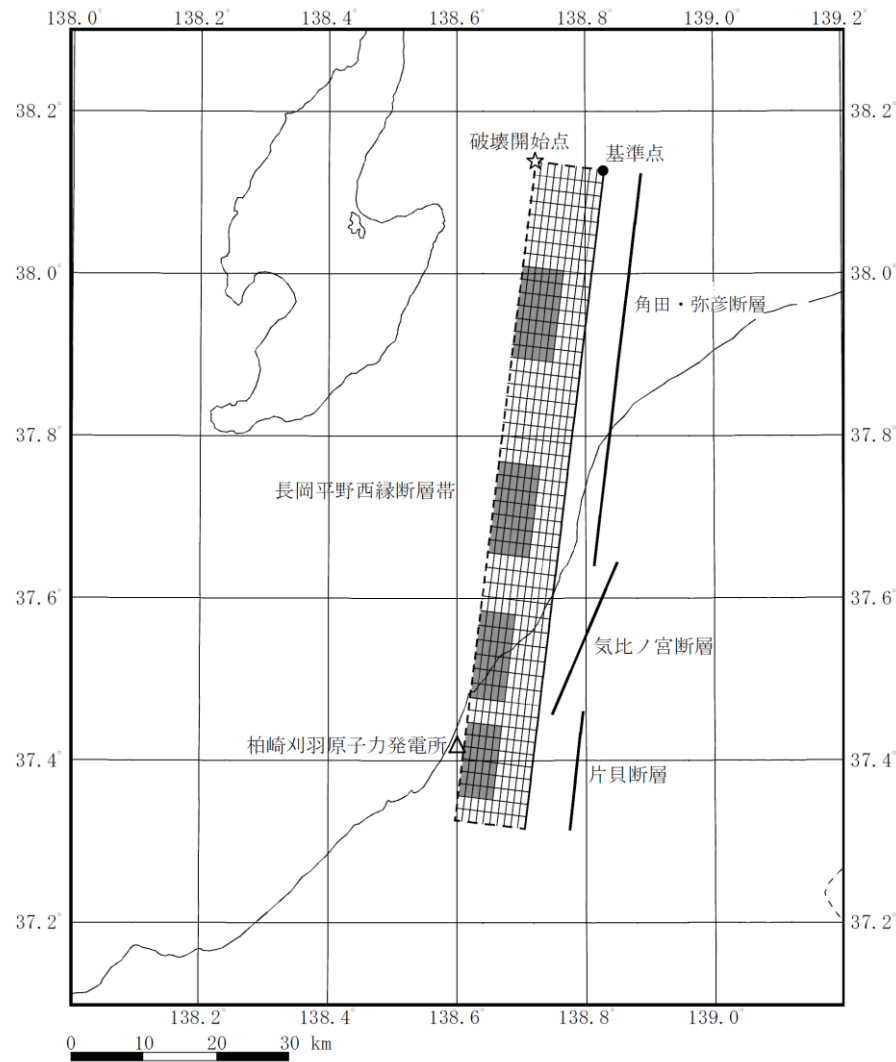 138.0° 138.2° 138.4° 138.6° 138.8° 139.0° 139.2°
38.2° 38.2°
破壊開始点
基準点
38.0° 38.0°
角田・弥彦断層
37.8° 37.8°
長岡平野西縁断層帯
37.6° 37.6°
気比ノ宮断層
柏崎刈羽原子力発電所
37.4° 37.4°
片貝断層
37.2° 37.2°
138.2° 138.4° 138.6° 138.8° 139.0°
0 10 20 30 km